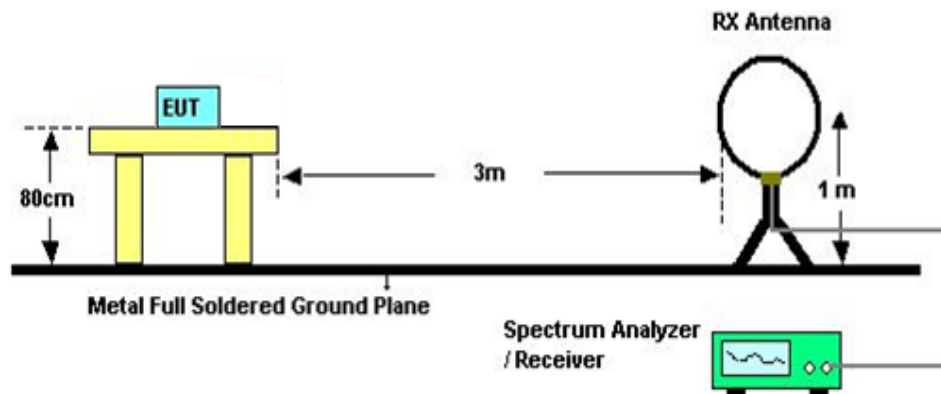 RX Antenna
EUT
80cm
3m
1 m
Metal Full Soldered Ground Plane
Spectrum Analyzer
/ Receiver